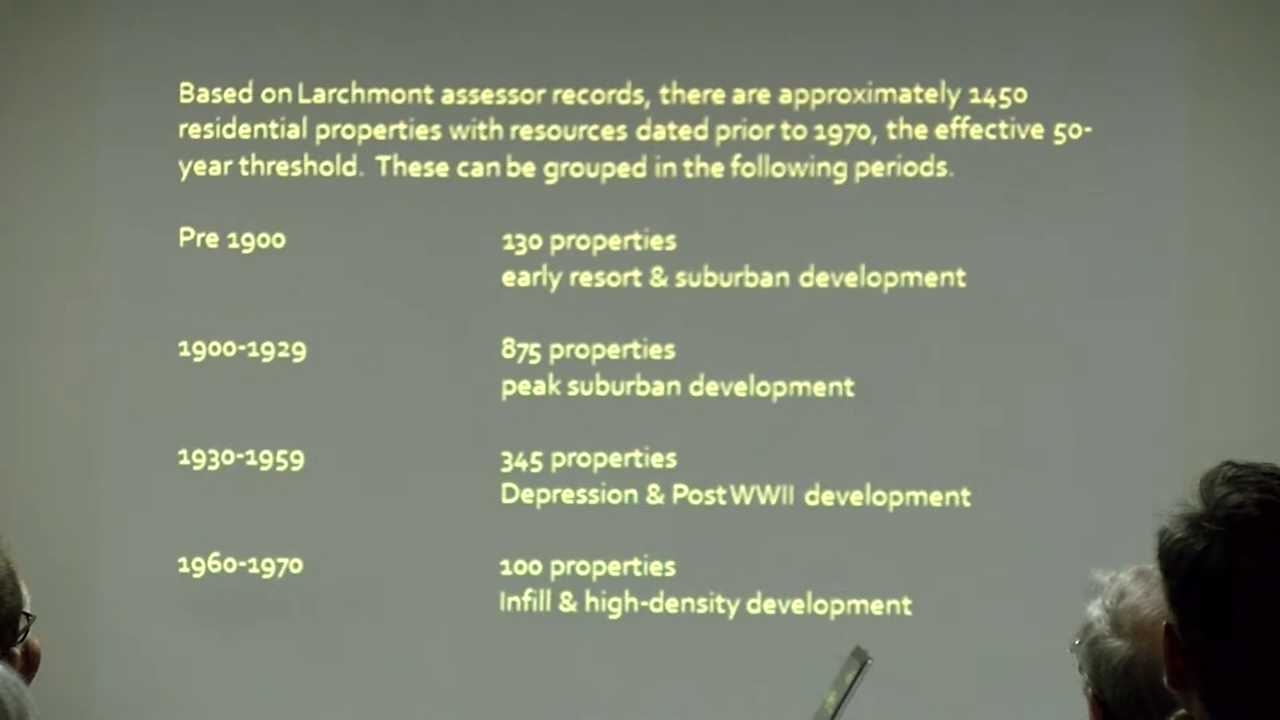 Based on Larchmont assessor records, there are approximately 1450
residential properties with resources dated prior to 1970, the effective 50-
year threshold. These can be grouped in the following periods.
Pre 1900 130 properties
early resort & suburban development
1900-1929 875 properties
peak suburban development
1930-1959 345 properties
Depression & Post WWII development
1960-1970 100 properties
Infill & high-density development